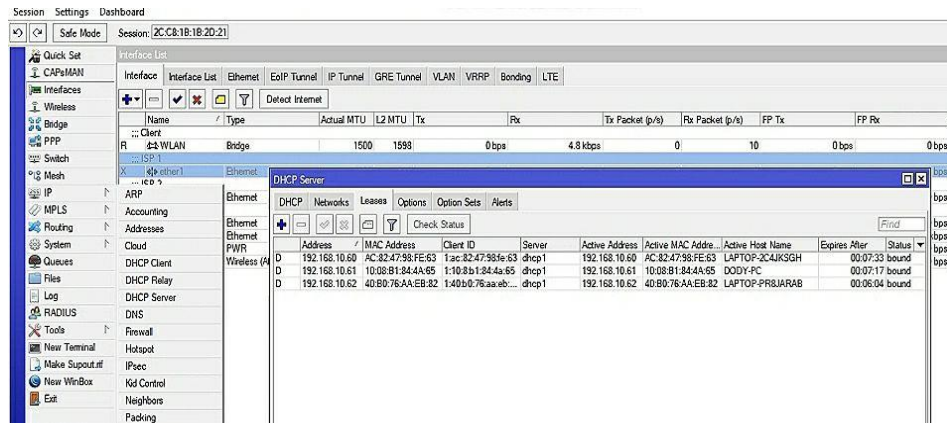 Session Settings Dashboard
Safe Mode Session: 2C:C8:1B:1B:2D:21
Quick Set
CAPsMAN
Interfaces
Wireless
Bridge
PPP
Switch
Mesh
IP
MPLS
Routing
System
Queues
Files
Log
RADIUS
Tools
New Terminal
Make Supout.rif
New WinBox
Exit
ARP
Accounting
Addresses
Cloud
DHCP Client
DHCP Relay
DHCP Server
DNS
Firewall
Hotspot
IPsec
Kid Control
Neighbors
Packing
Interface List
Interface Interface List Ethernet EoIP Tunnel IP Tunnel GRE Tunnel VLAN VRRP Bonding LTE
Detect Internet
Name / Type Actual MTU L2 MTU Tx Rx Tx Packet (p/s) Rx Packet (p/s) FP Tx FP Rx
::: Client
R WLAN Bridge 1500 1598 0 bps 4.8 kbps 0 10 0 bps 0 bps
::: ISP 1
X ether1 Ethernet bps
::: ISP 2
Ethernet bps
Ethernet bps
Ethernet kbps
PWR bps
Wireless (A bps
DHCP Server
DHCP Networks Leases Options Option Sets Alerts
Check Status Find
Address / MAC Address Client ID Server Active Address Active MAC Addre... Active Host Name Expires After Status
D 192.168.10.60 AC:82:47:98:FE:63 1:ac:82:47:98:fe:63 dhcp1 192.168.10.60 AC:82:47:98:FE:63 LAPTOP-2C4JKSGH 00:07:33 bound
D 192.168.10.61 10:08:B1:84:4A:65 1:10:8:b1:84:4a:65 dhcp1 192.168.10.61 10:08:B1:84:4A:65 DODY-PC 00:07:17 bound
D 192.168.10.62 40:B0:76:AA:EB:82 1:40:b0:76:aa:eb:... dhcp1 192.168.10.62 40:B0:76:AA:EB:82 LAPTOP-PR8JARAB 00:06:04 bound